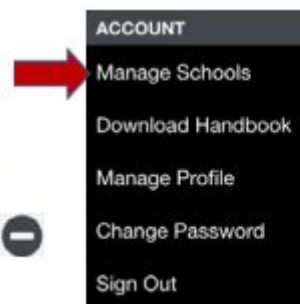 ACCOUNT
Manage Schools
Download Handbook
Manage Profile
Change Password
Sign Out